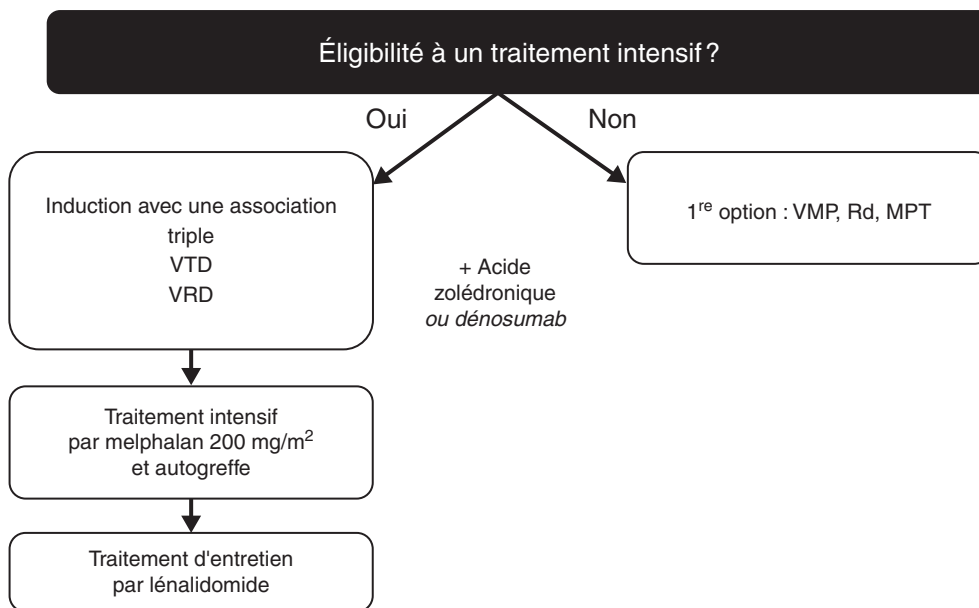 Éligibilité à un traitement intensif ?
Oui
Non
Induction avec une association
triple
VTD
VRD
1re option : VMP, Rd, MPT
+ Acide
zolédronique
ou dénosumab
Traitement intensif
par melphalan 200 mg/m2
et autogreffe
Traitement d'entretien
par lénalidomide